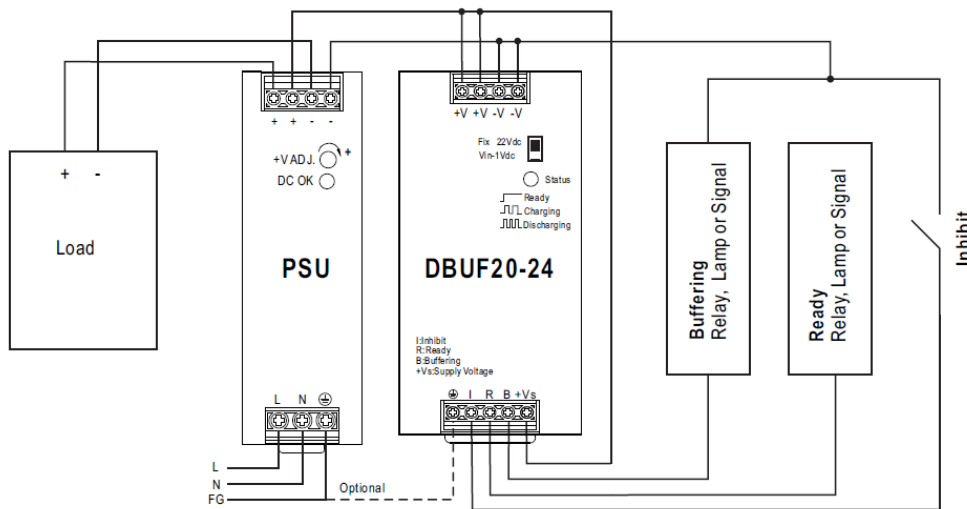 + -
Load
+ + - -
+V ADJ. +
DC OK
PSU
L N
L
N
FG
Optional
+V +V -V -V
Fix 22Vdc
Vin-1Vdc
Status
Ready
Charging
Discharging
DBUF20-24
I:Inhibit
R:Ready
B:Buffering
+Vs:Supply Voltage
I R B +Vs
Buffering
Relay, Lamp or Signal
Ready
Relay, Lamp or Signal
Inhibit